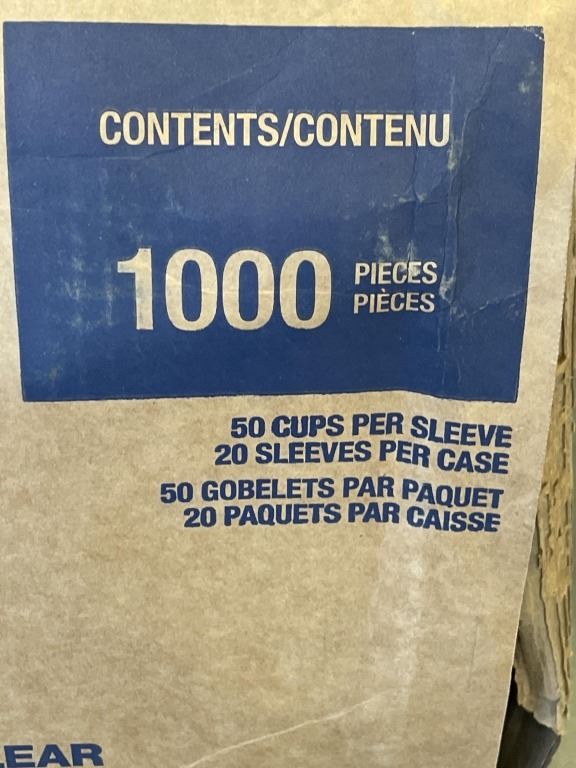 CONTENTS/CONTENU
1000 PIECES
PIÈCES
50 CUPS PER SLEEVE
20 SLEEVES PER CASE
50 GOBELETS PAR PAQUET
20 PAQUETS PAR CAISSE
LEAR